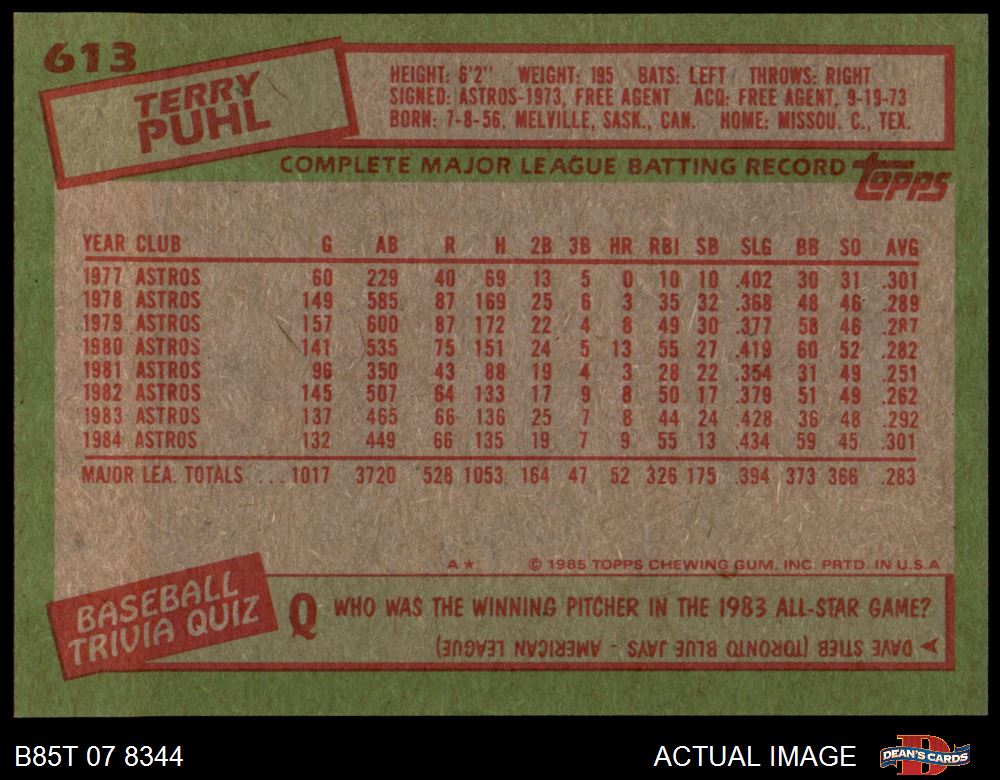 613
TERRY
PUHL
HEIGHT: 6'2" WEIGHT: 195 BATS: LEFT THROWS: RIGHT
SIGNED: ASTROS-1973, FREE AGENT ACQ: FREE AGENT, 9-19-73
BORN: 7-8-56, MELVILLE, SASK., CAN. HOME: MISSOU. C., TEX.
COMPLETE MAJOR LEAGUE BATTING RECORD
topps
YEAR CLUB G AB R H 2B 3B HR RBI SB SLG BB SO AVG
1977 ASTROS 60 229 40 69 13 5 0 10 10 .402 30 31 .301
1978 ASTROS 149 585 87 169 25 6 3 35 32 .368 48 46 .289
1979 ASTROS 157 600 87 172 22 4 8 49 30 .377 58 46 .287
1980 ASTROS 141 535 75 151 24 5 13 55 27 .419 60 52 .282
1981 ASTROS 96 350 43 88 19 4 3 28 22 .354 31 49 .251
1982 ASTROS 145 507 64 133 17 9 8 50 17 .379 51 49 .262
1983 ASTROS 137 465 66 136 25 7 8 44 24 .428 36 48 .292
1984 ASTROS 132 449 66 135 19 7 9 55 13 .434 59 45 .301
MAJOR LEA. TOTALS ... 1017 3720 528 1053 164 47 52 326 175 .394 373 366 .283
A* © 1985 TOPPS CHEWING GUM, INC. PRTD. IN U.S.A
BASEBALL
TRIVIA QUIZ
Q WHO WAS THE WINNING PITCHER IN THE 1983 ALL-STAR GAME?
DAVE STIEB (TORONTO BLUE JAYS - AMERICAN LEAGUE)
B85T 07 8344 ACTUAL IMAGE
DEAN'S CARDS